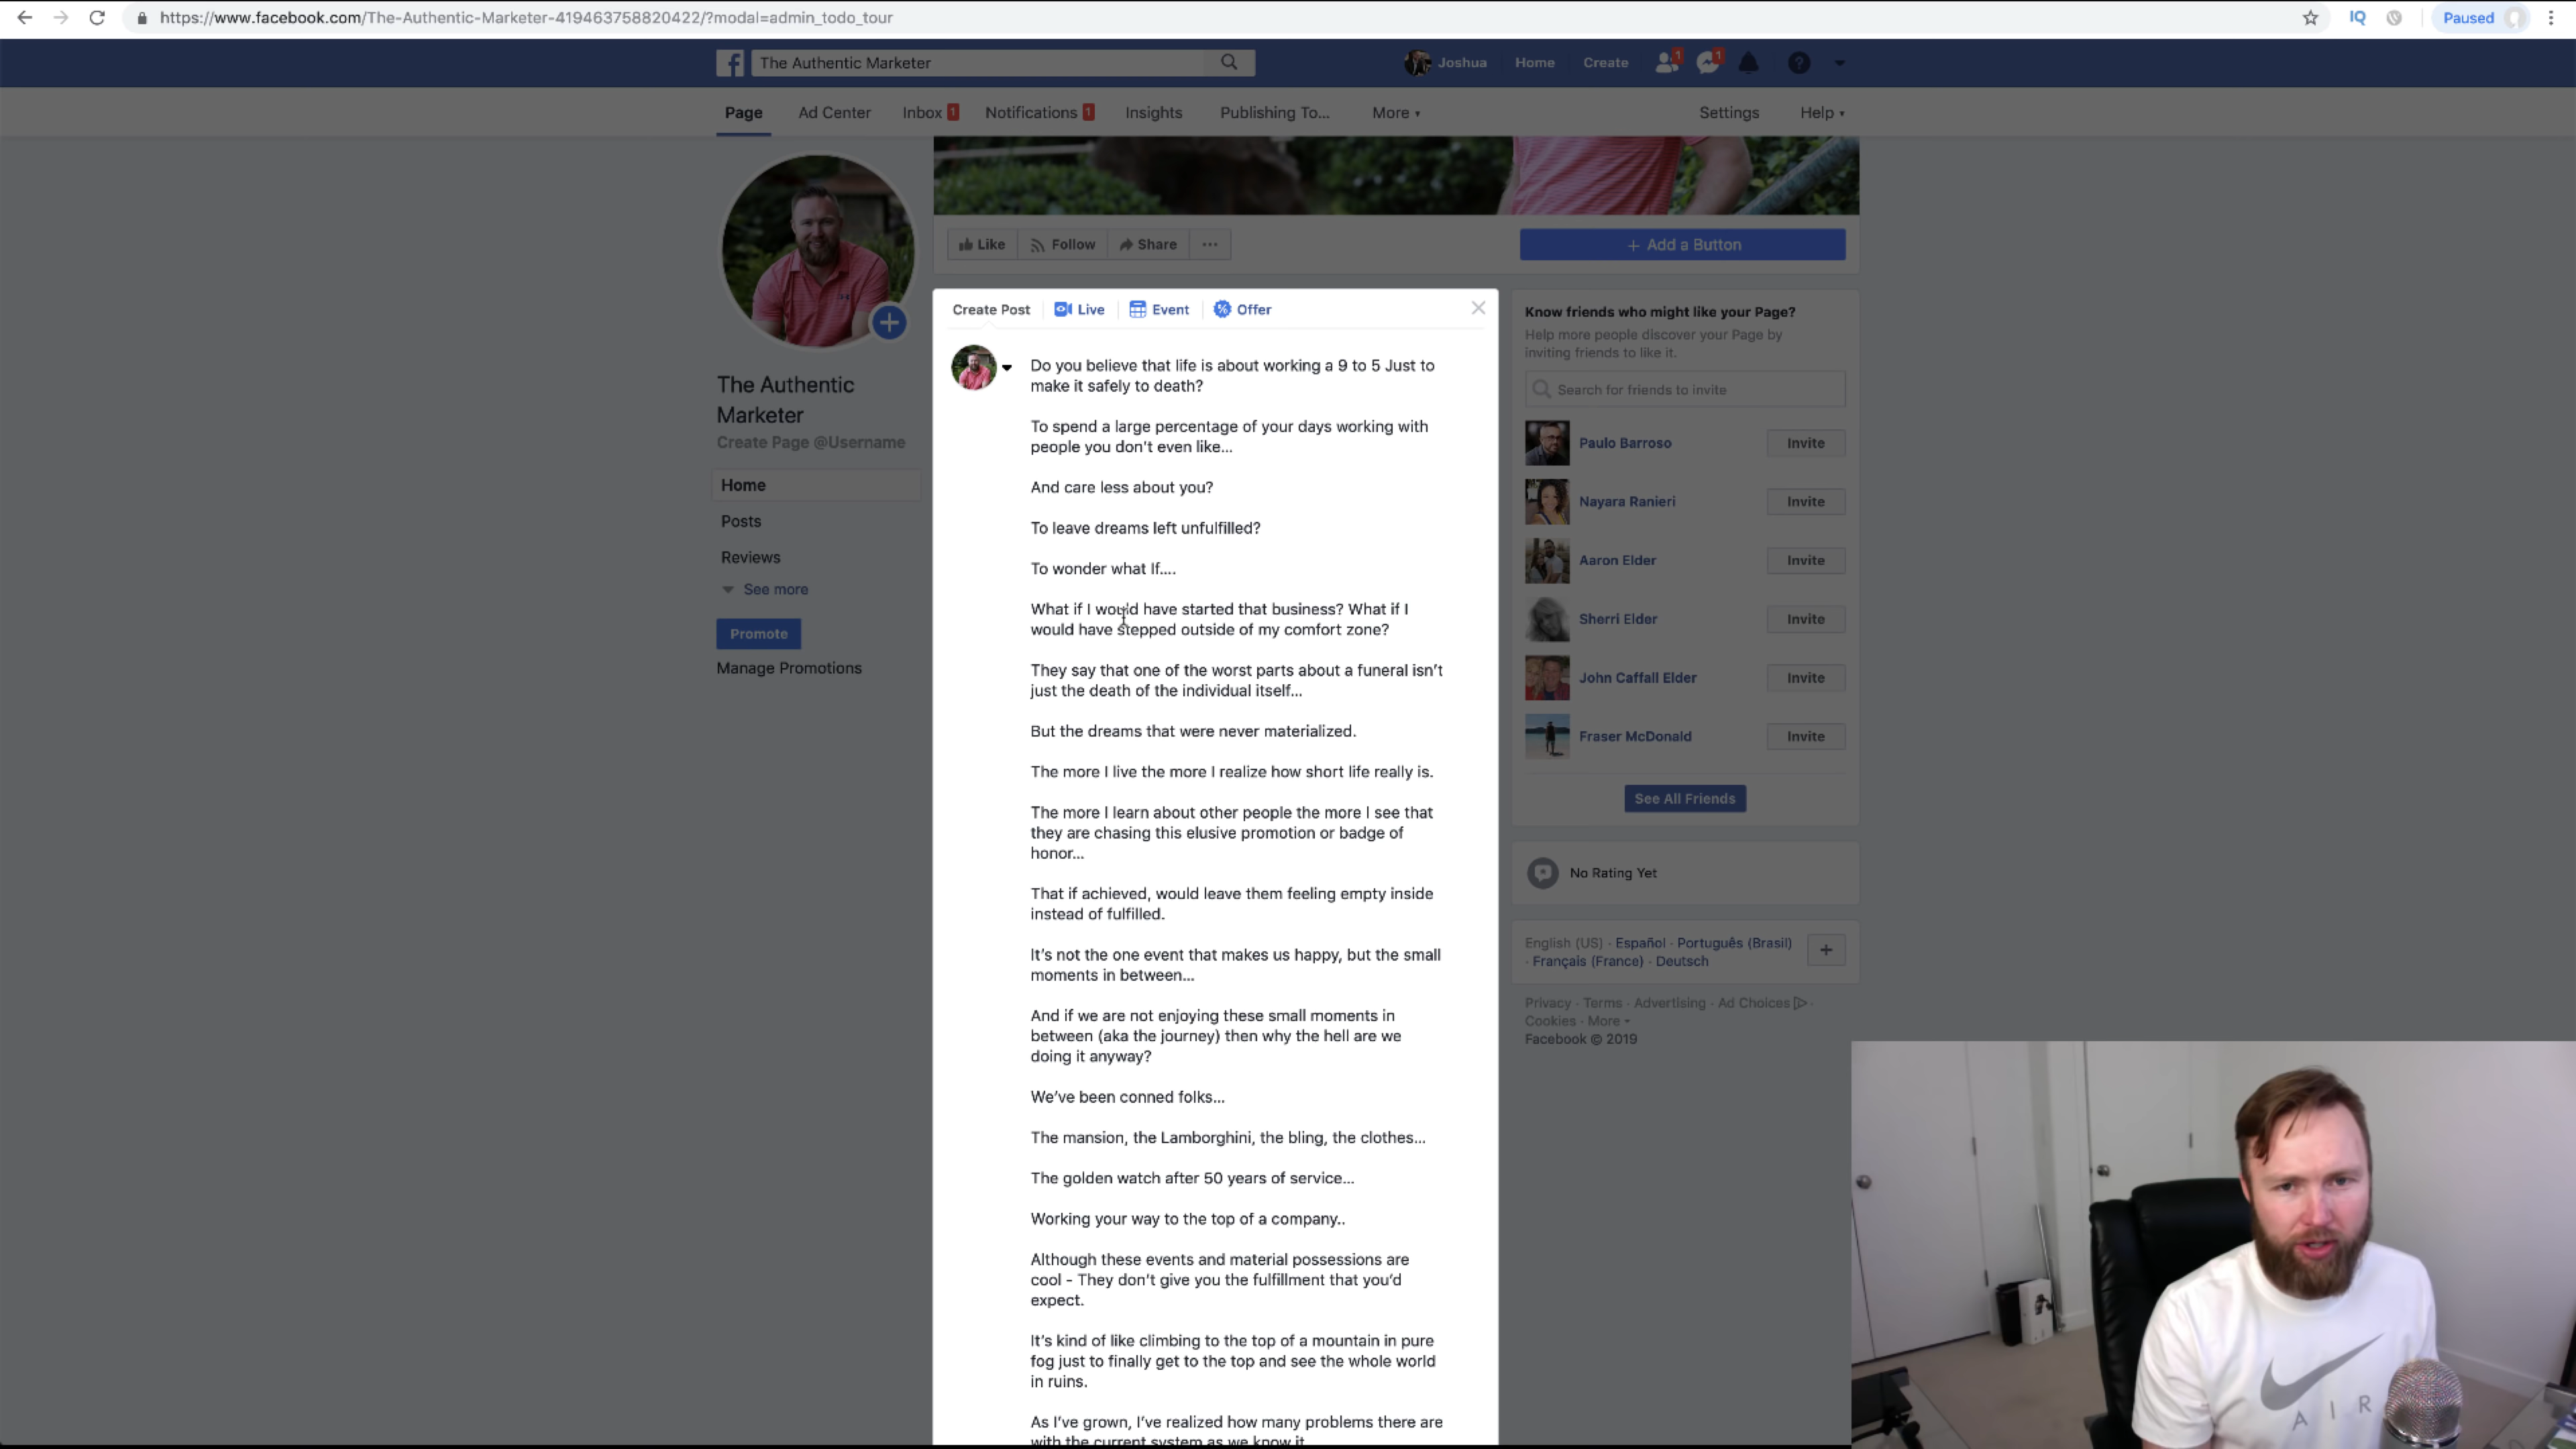 https://www.facebook.com/The-Authentic-Marketer-419463758820422/?modal=admin_todo_tour
IQ
Paused
The Authentic Marketer
Joshua
Home
Create
1
1
Page
Ad Center
Inbox 1
Notifications 1
Insights
Publishing To...
More
Settings
Help
Like
Follow
Share
+ Add a Button
The Authentic
Marketer
Create Page @Username
Home
Posts
Reviews
See more
Promote
Manage Promotions
Create Post
Live
Event
Offer
Do you believe that life is about working a 9 to 5 Just to
make it safely to death?
To spend a large percentage of your days working with
people you don't even like...
And care less about you?
To leave dreams left unfulfilled?
To wonder what If....
What if I would have started that business? What if I
would have stepped outside of my comfort zone?
They say that one of the worst parts about a funeral isn't
just the death of the individual itself...
But the dreams that were never materialized.
The more I live the more I realize how short life really is.
The more I learn about other people the more I see that
they are chasing this elusive promotion or badge of
honor...
That if achieved, would leave them feeling empty inside
instead of fulfilled.
It's not the one event that makes us happy, but the small
moments in between...
And if we are not enjoying these small moments in
between (aka the journey) then why the hell are we
doing it anyway?
We've been conned folks...
The mansion, the Lamborghini, the bling, the clothes...
The golden watch after 50 years of service...
Working your way to the top of a company..
Although these events and material possessions are
cool - They don't give you the fulfillment that you'd
expect.
It's kind of like climbing to the top of a mountain in pure
fog just to finally get to the top and see the whole world
in ruins.
As I've grown, I've realized how many problems there are
with the current system as we know it
Know friends who might like your Page?
Help more people discover your Page by
inviting friends to like it.
Search for friends to invite
Paulo Barroso
Invite
Nayara Ranieri
Invite
Aaron Elder
Invite
Sherri Elder
Invite
John Caffall Elder
Invite
Fraser McDonald
Invite
See All Friends
No Rating Yet
English (US) · Español · Português (Brasil)
· Français (France) · Deutsch
Privacy · Terms · Advertising · Ad Choices ·
Cookies · More
Facebook © 2019
AIR